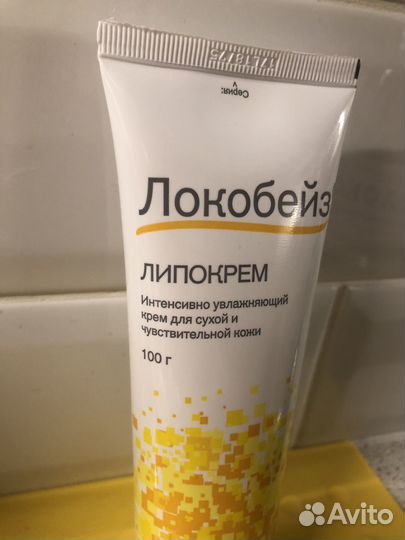 Серия:
Локобейз
ЛИПОКРЕМ
Интенсивно увлажняющий
крем для сухой и
чувствительной кожи
100 г
Avito